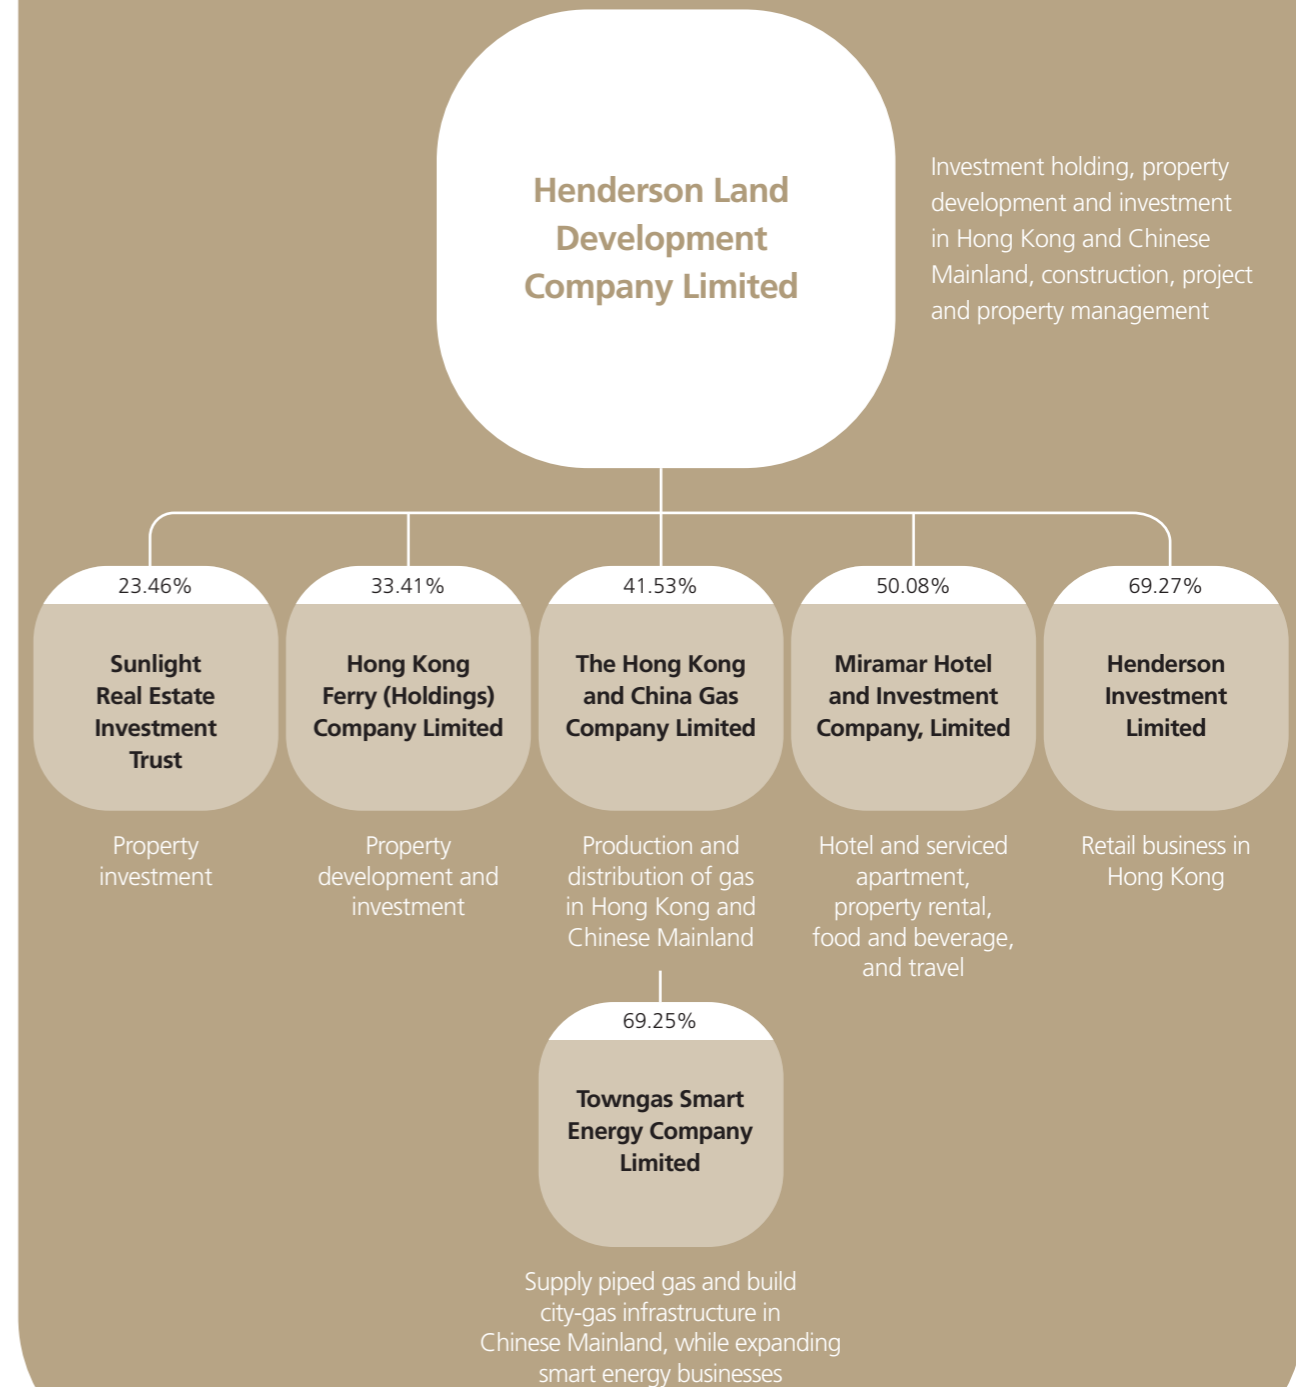 Henderson Land
Development
Company Limited
Investment holding, property
development and investment
in Hong Kong and Chinese
Mainland, construction, project
and property management
23.46%
Sunlight
Real Estate
Investment
Trust
Property
investment
33.41%
Hong Kong
Ferry (Holdings)
Company Limited
Property
development and
investment
41.53%
The Hong Kong
and China Gas
Company Limited
Production and
distribution of gas
in Hong Kong and
Chinese Mainland
50.08%
Miramar Hotel
and Investment
Company, Limited
Hotel and serviced
apartment,
property rental,
food and beverage,
and travel
69.27%
Henderson
Investment
Limited
Retail business in
Hong Kong
69.25%
Towngas Smart
Energy Company
Limited
Supply piped gas and build
city-gas infrastructure in
Chinese Mainland, while expanding
smart energy businesses